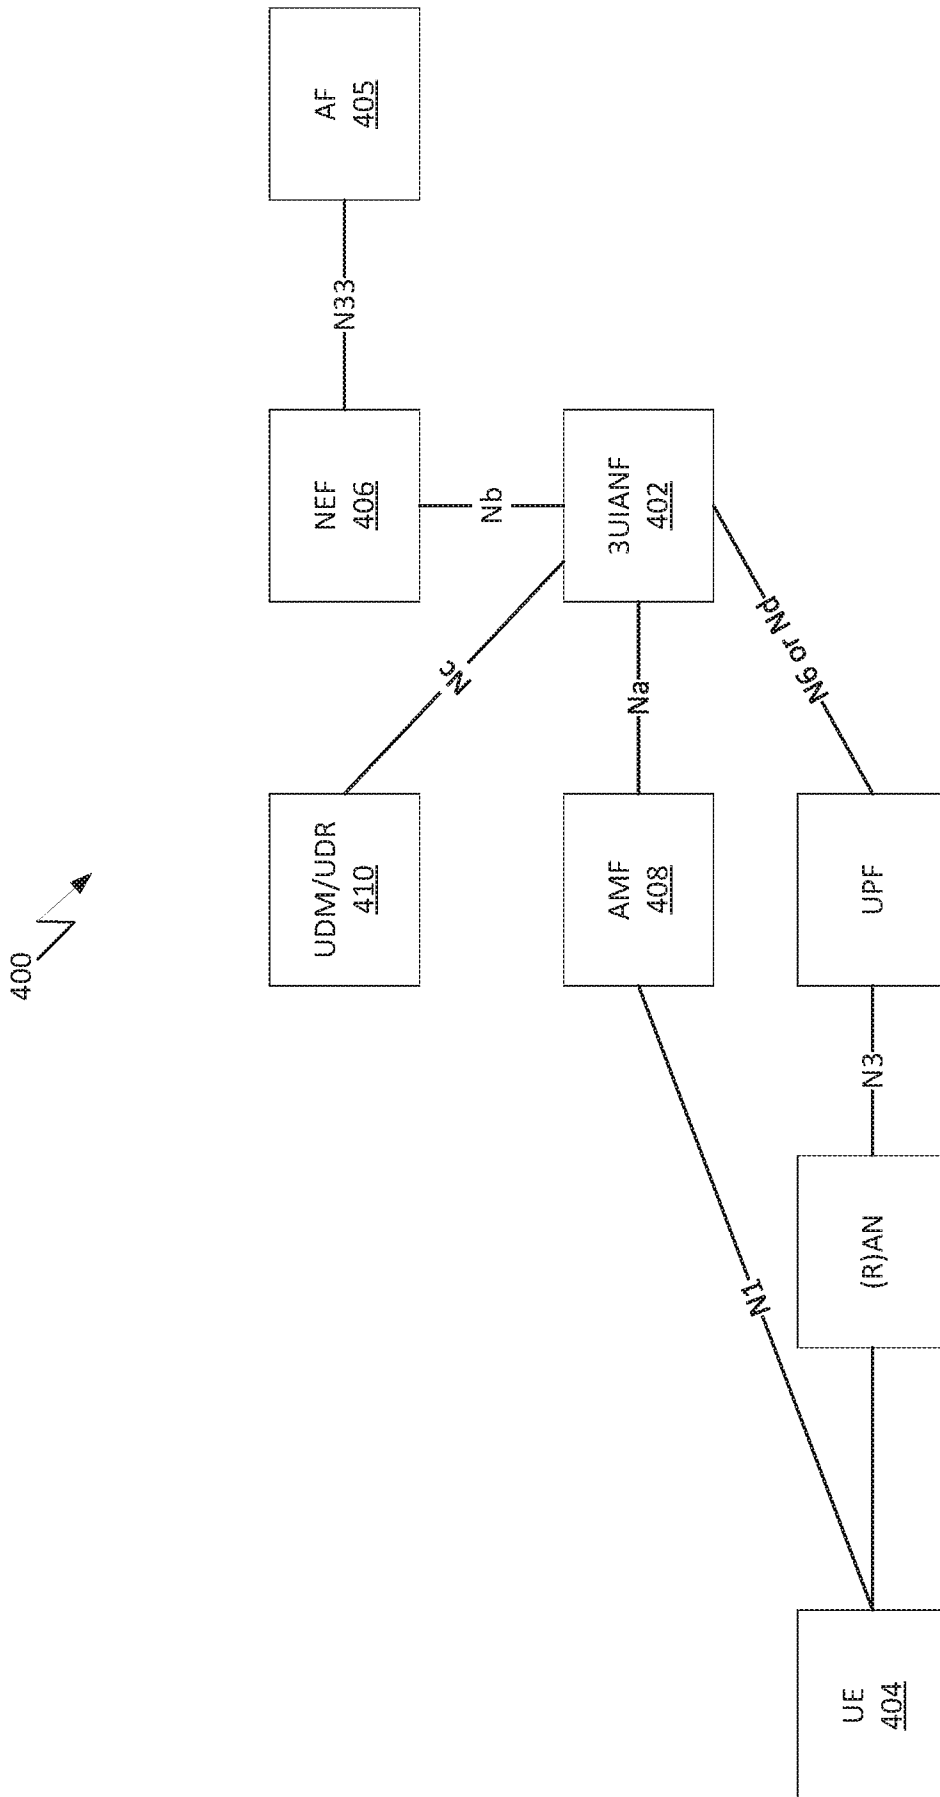 400
UDM/UDR
410
Nc
NEF
406
N33
AF
405
Nb
AMF
408
Na
3UIANF
402
N1
N6 or Nd
UE
404
(R)AN
N3
UPF